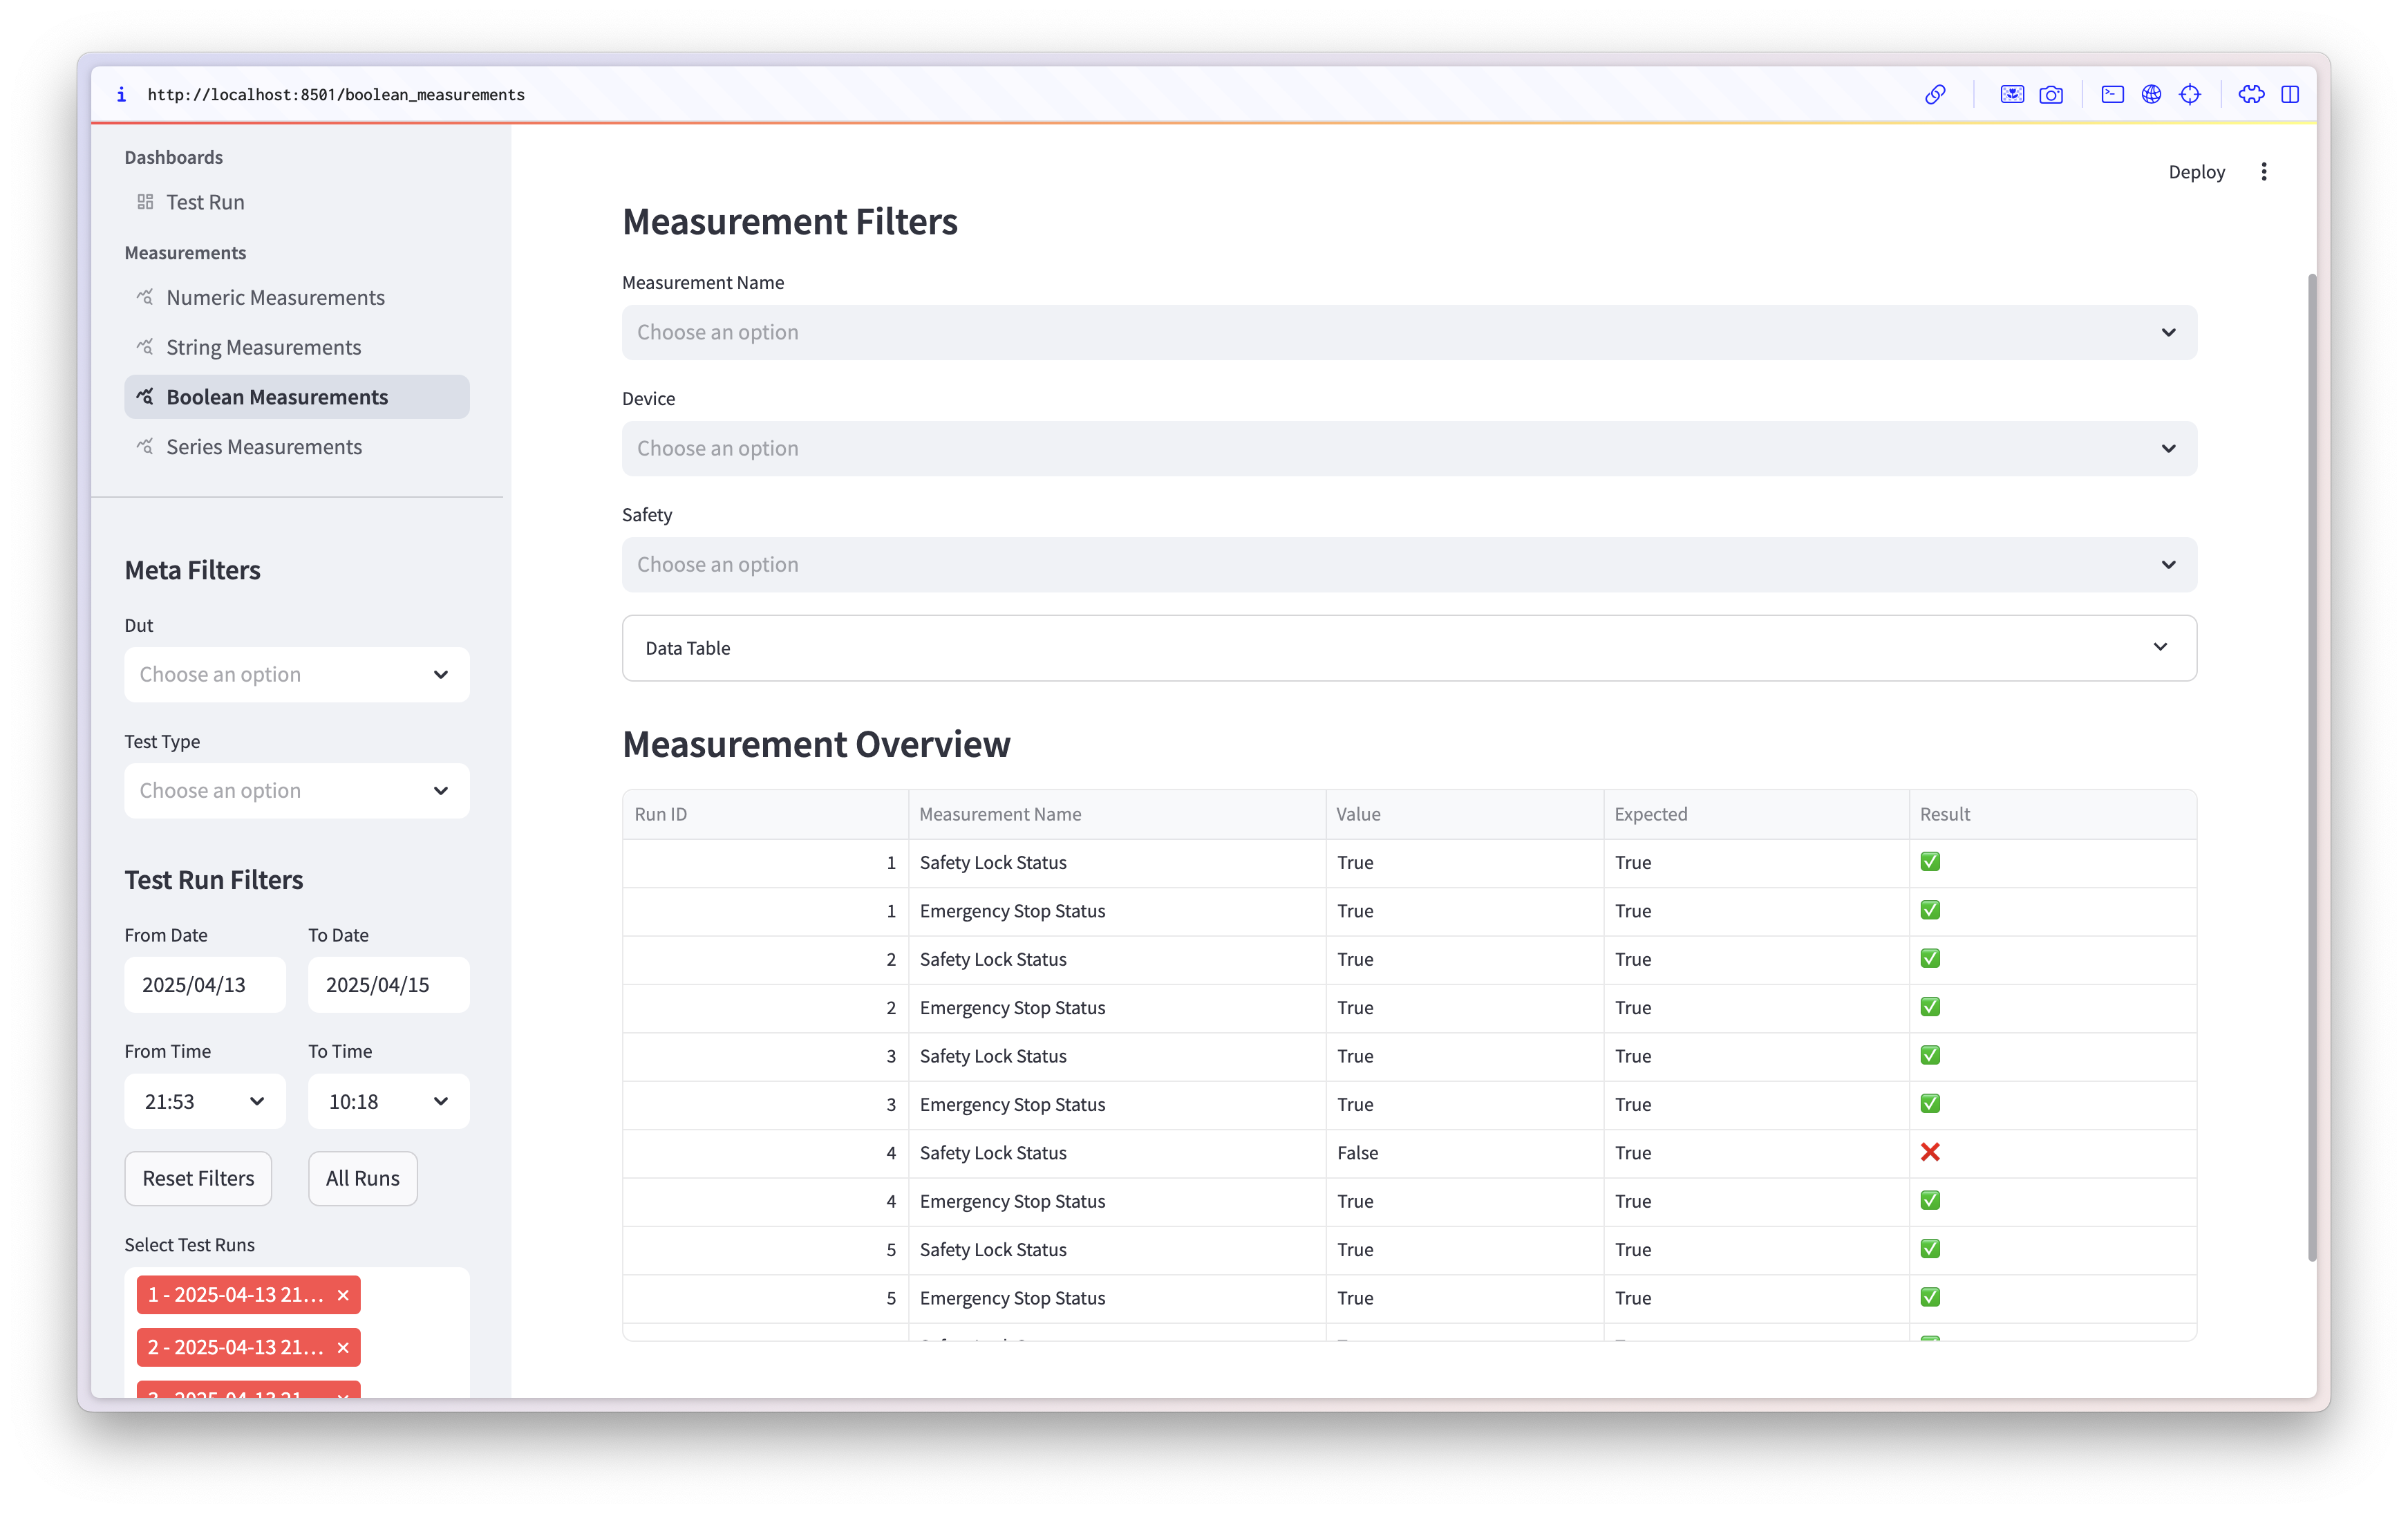 i http://localhost:8501/boolean_measurements
Dashboards
Test Run
Measurements
Numeric Measurements
String Measurements
Boolean Measurements
Series Measurements
Meta Filters
Dut
Choose an option
Test Type
Choose an option
Test Run Filters
From Date To Date
2025/04/13 2025/04/15
From Time To Time
21:53 10:18
Reset Filters All Runs
Select Test Runs
1 - 2025-04-13 21...
2 - 2025-04-13 21...
Deploy
Measurement Filters
Measurement Name
Choose an option
Device
Choose an option
Safety
Choose an option
Data Table
Measurement Overview
Run ID Measurement Name Value Expected Result
1 Safety Lock Status True True ✅
1 Emergency Stop Status True True ✅
2 Safety Lock Status True True ✅
2 Emergency Stop Status True True ✅
3 Safety Lock Status True True ✅
3 Emergency Stop Status True True ✅
4 Safety Lock Status False True ❌
4 Emergency Stop Status True True ✅
5 Safety Lock Status True True ✅
5 Emergency Stop Status True True ✅